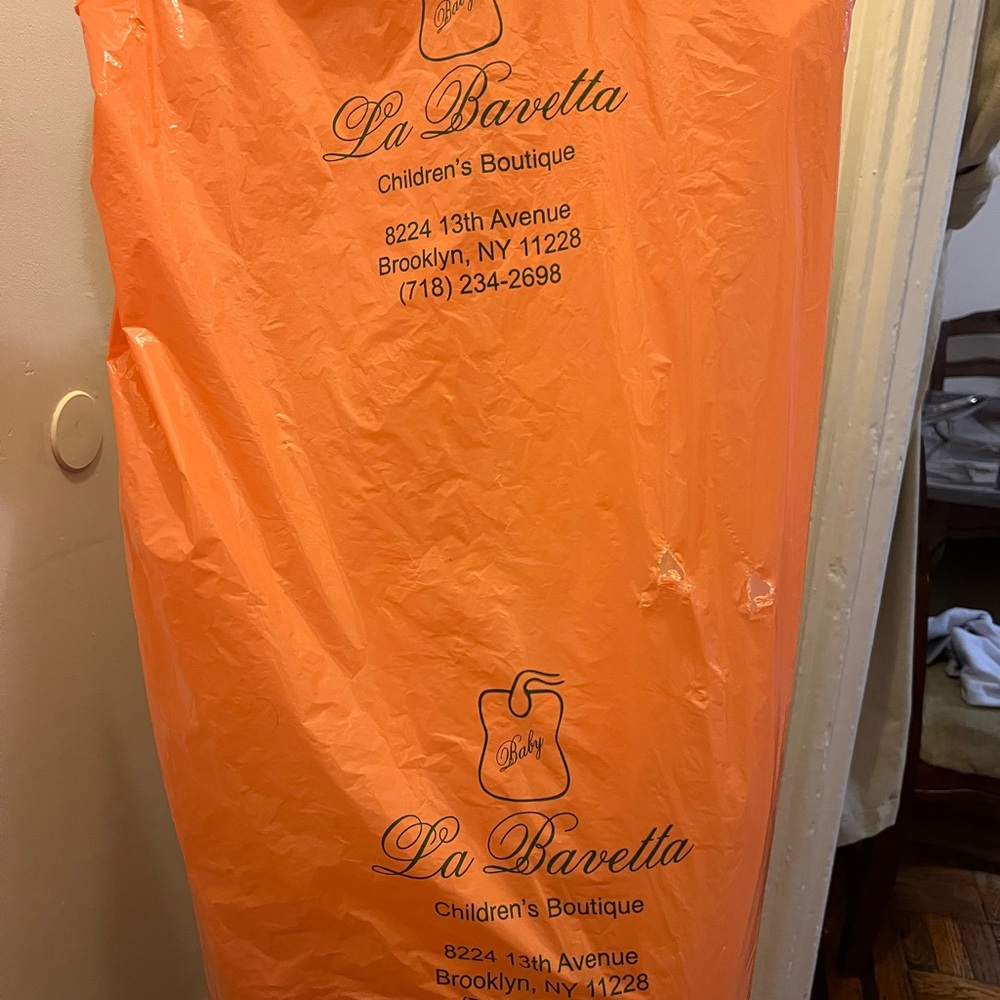 Baby
La Bavetta
Children's Boutique
8224 13th Avenue
Brooklyn, NY 11228
(718) 234-2698
Baby
La Bavetta
Children's Boutique
8224 13th Avenue
Brooklyn, NY 11228